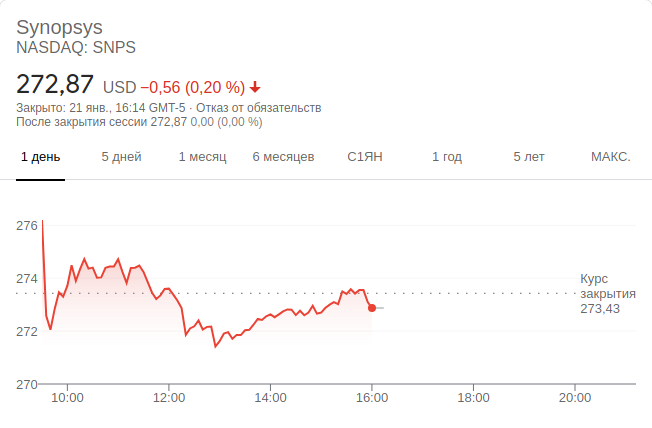 Synopsys
NASDAQ: SNPS
272,87 USD −0,56 (0,20 %)
Закрыто: 21 янв., 16:14 GMT-5 · Отказ от обязательств
После закрытия сессии 272,87 0,00 (0,00 %)
1 день 5 дней 1 месяц 6 месяцев С1ЯН 1 год 5 лет МАКС.
276
274
272
270
Курс
закрытия
273,43
10:00 12:00 14:00 16:00 18:00 20:00